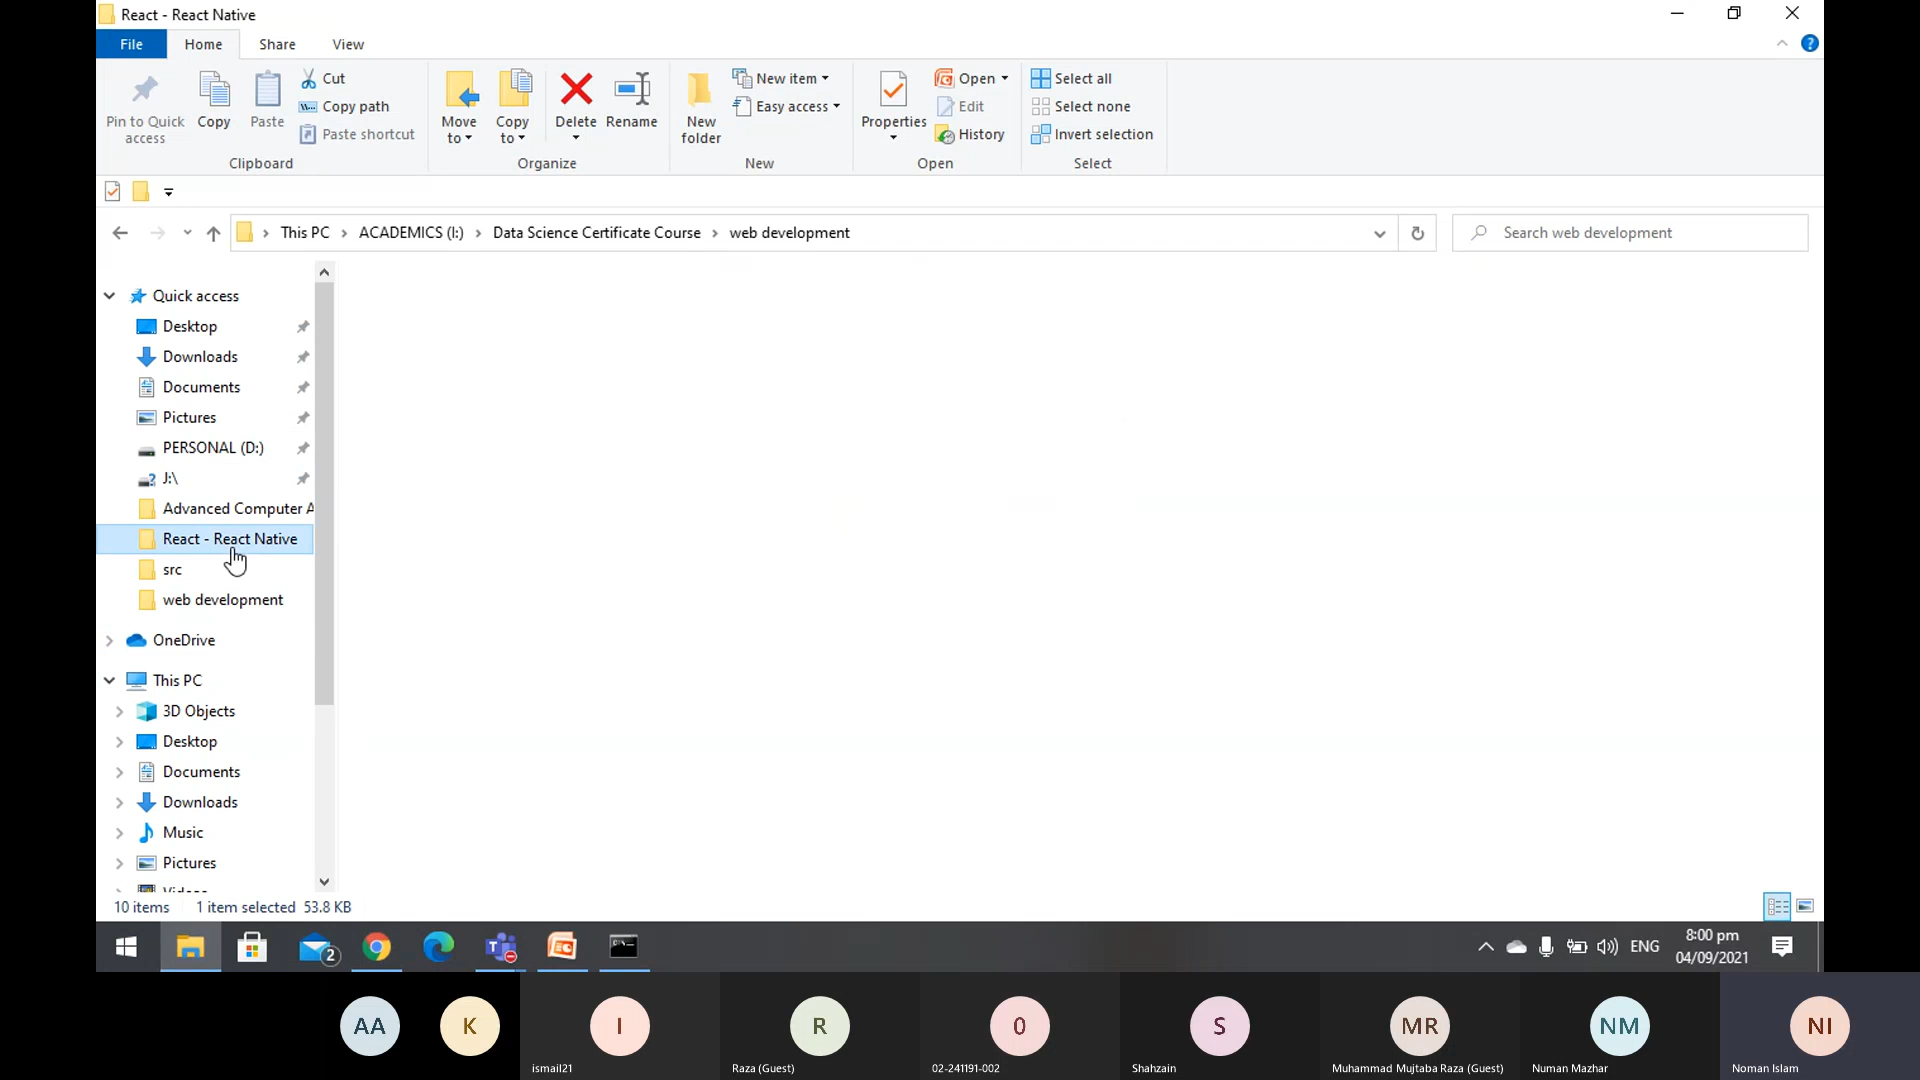 React - React Native
File Home Share View
Pin to Quick access
Copy
Paste
Cut
Copy path
Paste shortcut
Clipboard
Move to
Copy to
Delete
Rename
Organize
New folder
New item
Easy access
New
Properties
Open
Edit
History
Open
Select all
Select none
Invert selection
Select
This PC > ACADEMICS (I:) > Data Science Certificate Course > web development
Search web development
Quick access
Desktop
Downloads
Documents
Pictures
PERSONAL (D:)
J:\
Advanced Computer A
React - React Native
src
web development
OneDrive
This PC
3D Objects
Desktop
Documents
Downloads
Music
Pictures
Videos
10 items 1 item selected 53.8 KB
2
ENG
8:00 pm
04/09/2021
AA K I R 0 S MR NM NI
ismail21 Raza (Guest) 02-241191-002 Shahzain Muhammad Mujtaba Raza (Guest) Numan Mazhar Noman Islam